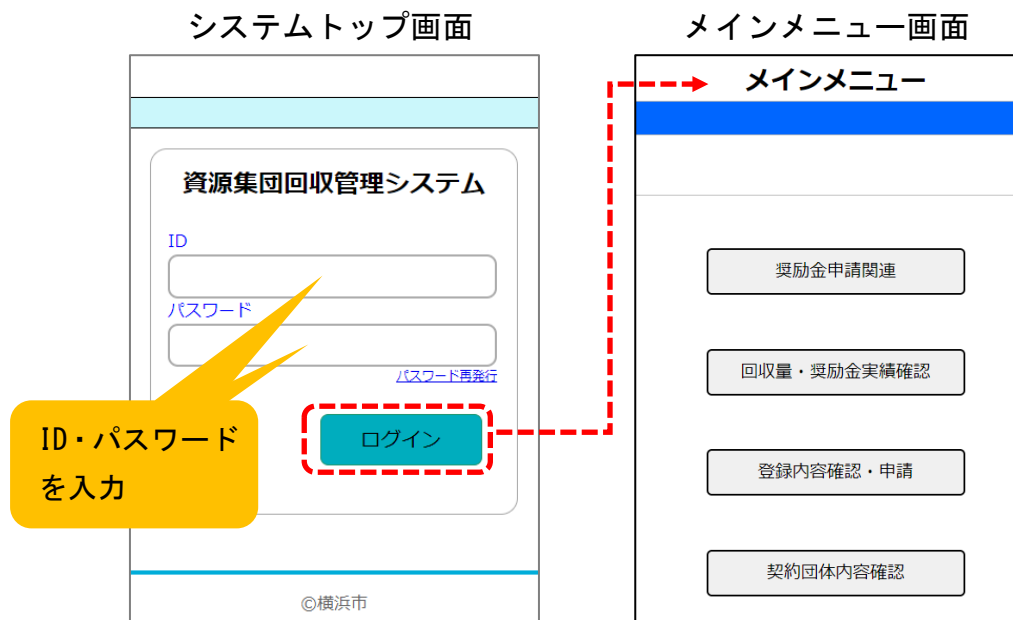 システムトップ画面
資源集団回収管理システム
ID
パスワード
パスワード再発行
ログイン
ID・パスワード
を入力
©横浜市
メインメニュー画面
メインメニュー
奨励金申請関連
回収量・奨励金実績確認
登録内容確認・申請
契約団体内容確認